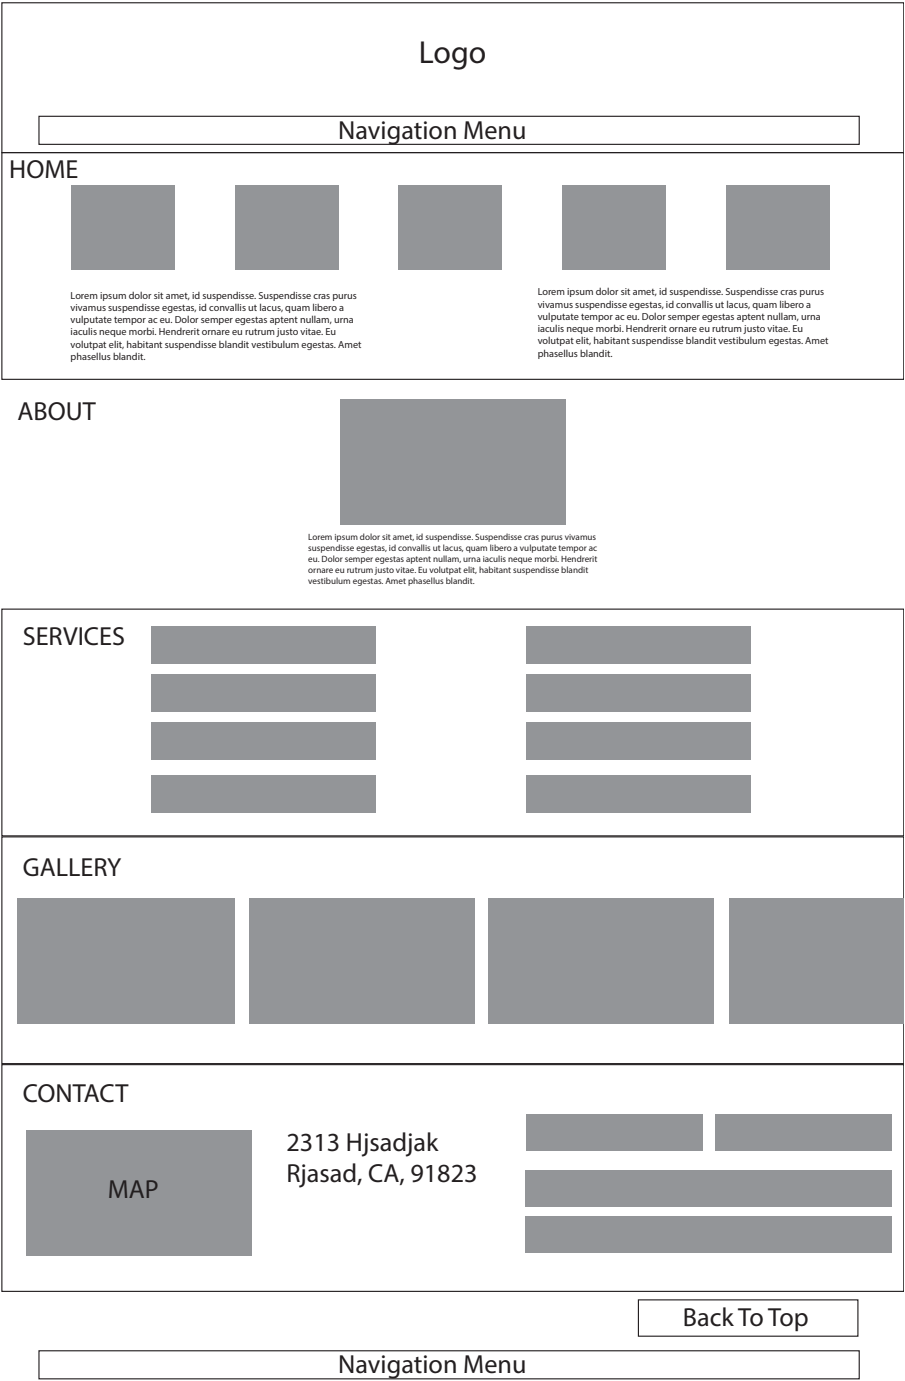 Logo
Navigation Menu
HOME
Lorem ipsum dolor sit amet, id suspendisse. Suspendisse cras purus
vivamus suspendisse egestas, id convallis ut lacus, quam libero a
vulputate tempor ac eu. Dolor semper egestas aptent nullam, urna
iaculis neque morbi. Hendrerit ornare eu rutrum justo vitae. Eu
volutpat elit, habitant suspendisse blandit vestibulum egestas. Amet
phasellus blandit.
Lorem ipsum dolor sit amet, id suspendisse. Suspendisse cras purus
vivamus suspendisse egestas, id convallis ut lacus, quam libero a
vulputate tempor ac eu. Dolor semper egestas aptent nullam, urna
iaculis neque morbi. Hendrerit ornare eu rutrum justo vitae. Eu
volutpat elit, habitant suspendisse blandit vestibulum egestas. Amet
phasellus blandit.
ABOUT
Lorem ipsum dolor sit amet, id suspendisse. Suspendisse cras purus vivamus
suspendisse egestas, id convallis ut lacus, quam libero a vulputate tempor ac
eu. Dolor semper egestas aptent nullam, urna iaculis neque morbi. Hendrerit
ornare eu rutrum justo vitae. Eu volutpat elit, habitant suspendisse blandit
vestibulum egestas. Amet phasellus blandit.
SERVICES
GALLERY
CONTACT
MAP
2313 Hjsadjak
Rjasad, CA, 91823
Back To Top
Navigation Menu